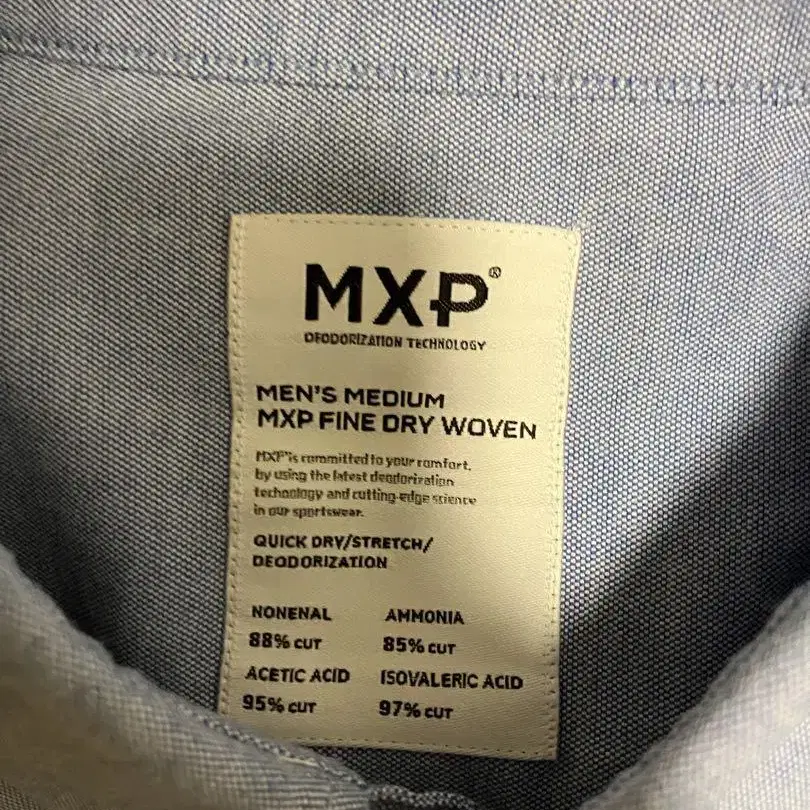 MXP®
DEODORIZATION TECHNOLOGY
MEN'S MEDIUM
MXP FINE DRY WOVEN
MXP® is committed to your comfort,
by using the latest deodorization
technology and cutting-edge science
in our sportswear.
QUICK DRY/STRETCH/
DEODORIZATION
NONENAL AMMONIA
88% CUT 85% CUT
ACETIC ACID ISOVALERIC ACID
95% CUT 97% CUT